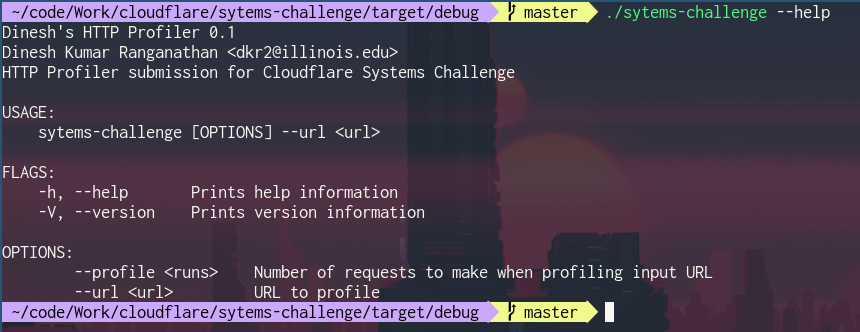 ~/code/Work/cloudflare/sytems-challenge/target/debug master ./sytems-challenge --help
Dinesh's HTTP Profiler 0.1
Dinesh Kumar Ranganathan <dkr2@illinois.edu>
HTTP Profiler submission for Cloudflare Systems Challenge
USAGE:
sytems-challenge [OPTIONS] --url <url>
FLAGS:
-h, --help Prints help information
-V, --version Prints version information
OPTIONS:
--profile <runs> Number of requests to make when profiling input URL
--url <url> URL to profile
~/code/Work/cloudflare/sytems-challenge/target/debug master